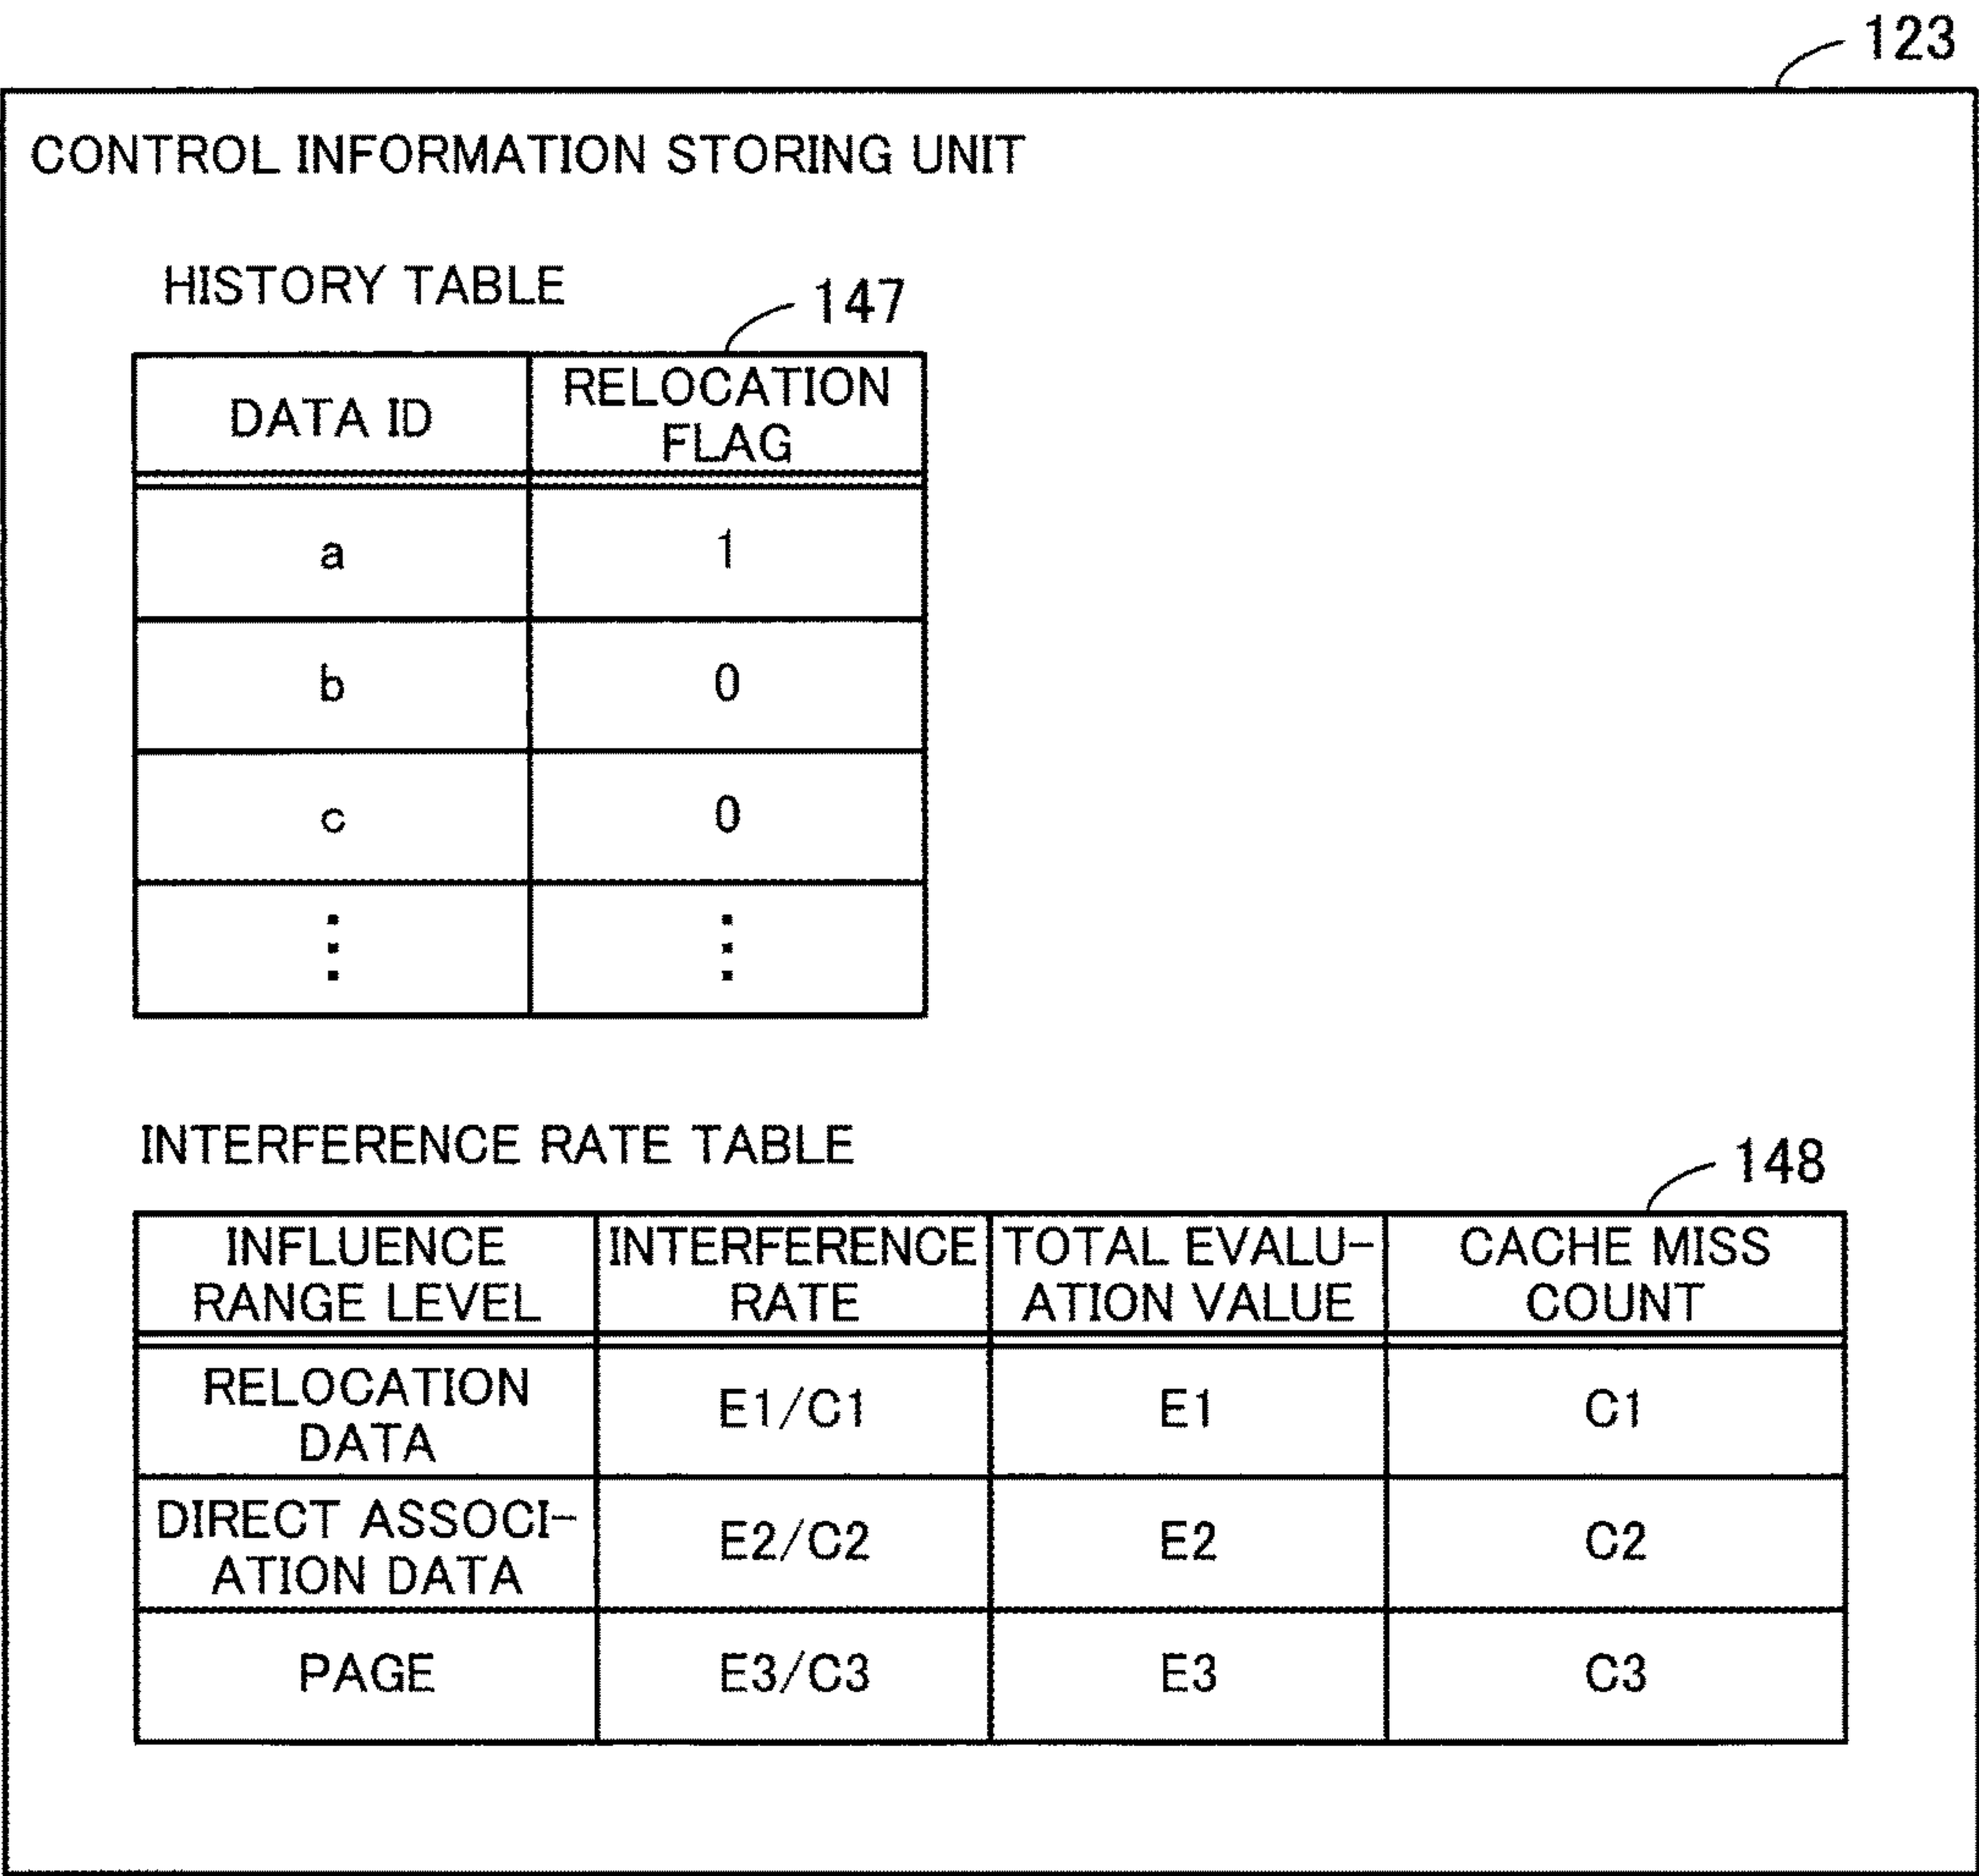 123
CONTROL INFORMATION STORING UNIT
HISTORY TABLE
147
DATA ID
RELOCATION
FLAG
a
1
b
0
c
0
⋮
⋮
INTERFERENCE RATE TABLE
148
INFLUENCE
RANGE LEVEL
INTERFERENCE
RATE
TOTAL EVALU-
ATION VALUE
CACHE MISS
COUNT
RELOCATION
DATA
E1/C1
E1
C1
DIRECT ASSOCI-
ATION DATA
E2/C2
E2
C2
PAGE
E3/C3
E3
C3